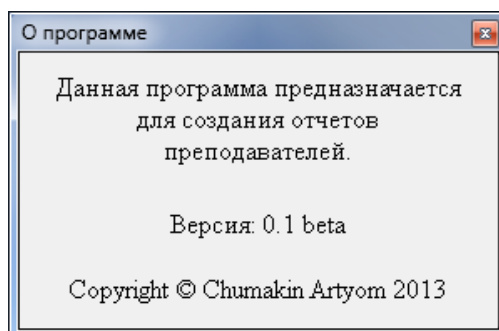 О программе
Данная программа предназначается
для создания отчетов
преподавателей.
Версия: 0.1 beta
Copyright © Chumakin Artyom 2013